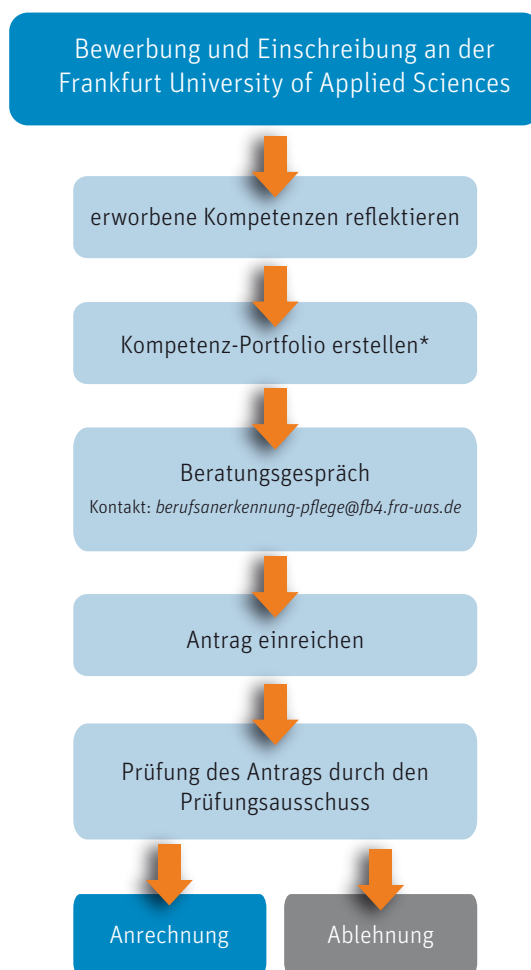 Bewerbung und Einschreibung an der
Frankfurt University of Applied Sciences
erworbene Kompetenzen reflektieren
Kompetenz-Portfolio erstellen*
Beratungsgespräch
Kontakt: berufsanerkennung-pflege@fb4.fra-uas.de
Antrag einreichen
Prüfung des Antrags durch den
Prüfungsausschuss
Anrechnung
Ablehnung